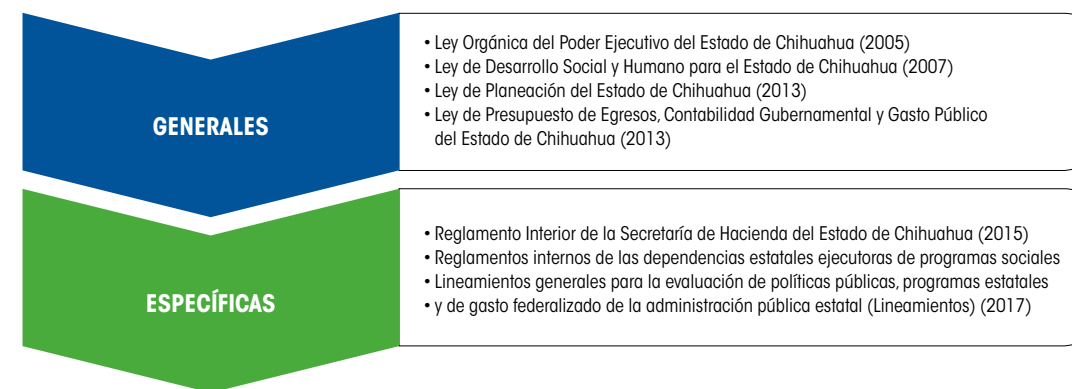 GENERALES
• Ley Orgánica del Poder Ejecutivo del Estado de Chihuahua (2005)
• Ley de Desarrollo Social y Humano para el Estado de Chihuahua (2007)
• Ley de Planeación del Estado de Chihuahua (2013)
• Ley de Presupuesto de Egresos, Contabilidad Gubernamental y Gasto Público
del Estado de Chihuahua (2013)
ESPECÍFICAS
• Reglamento Interior de la Secretaría de Hacienda del Estado de Chihuahua (2015)
• Reglamentos internos de las dependencias estatales ejecutoras de programas sociales
• Lineamientos generales para la evaluación de políticas públicas, programas estatales
• y de gasto federalizado de la administración pública estatal (Lineamientos) (2017)